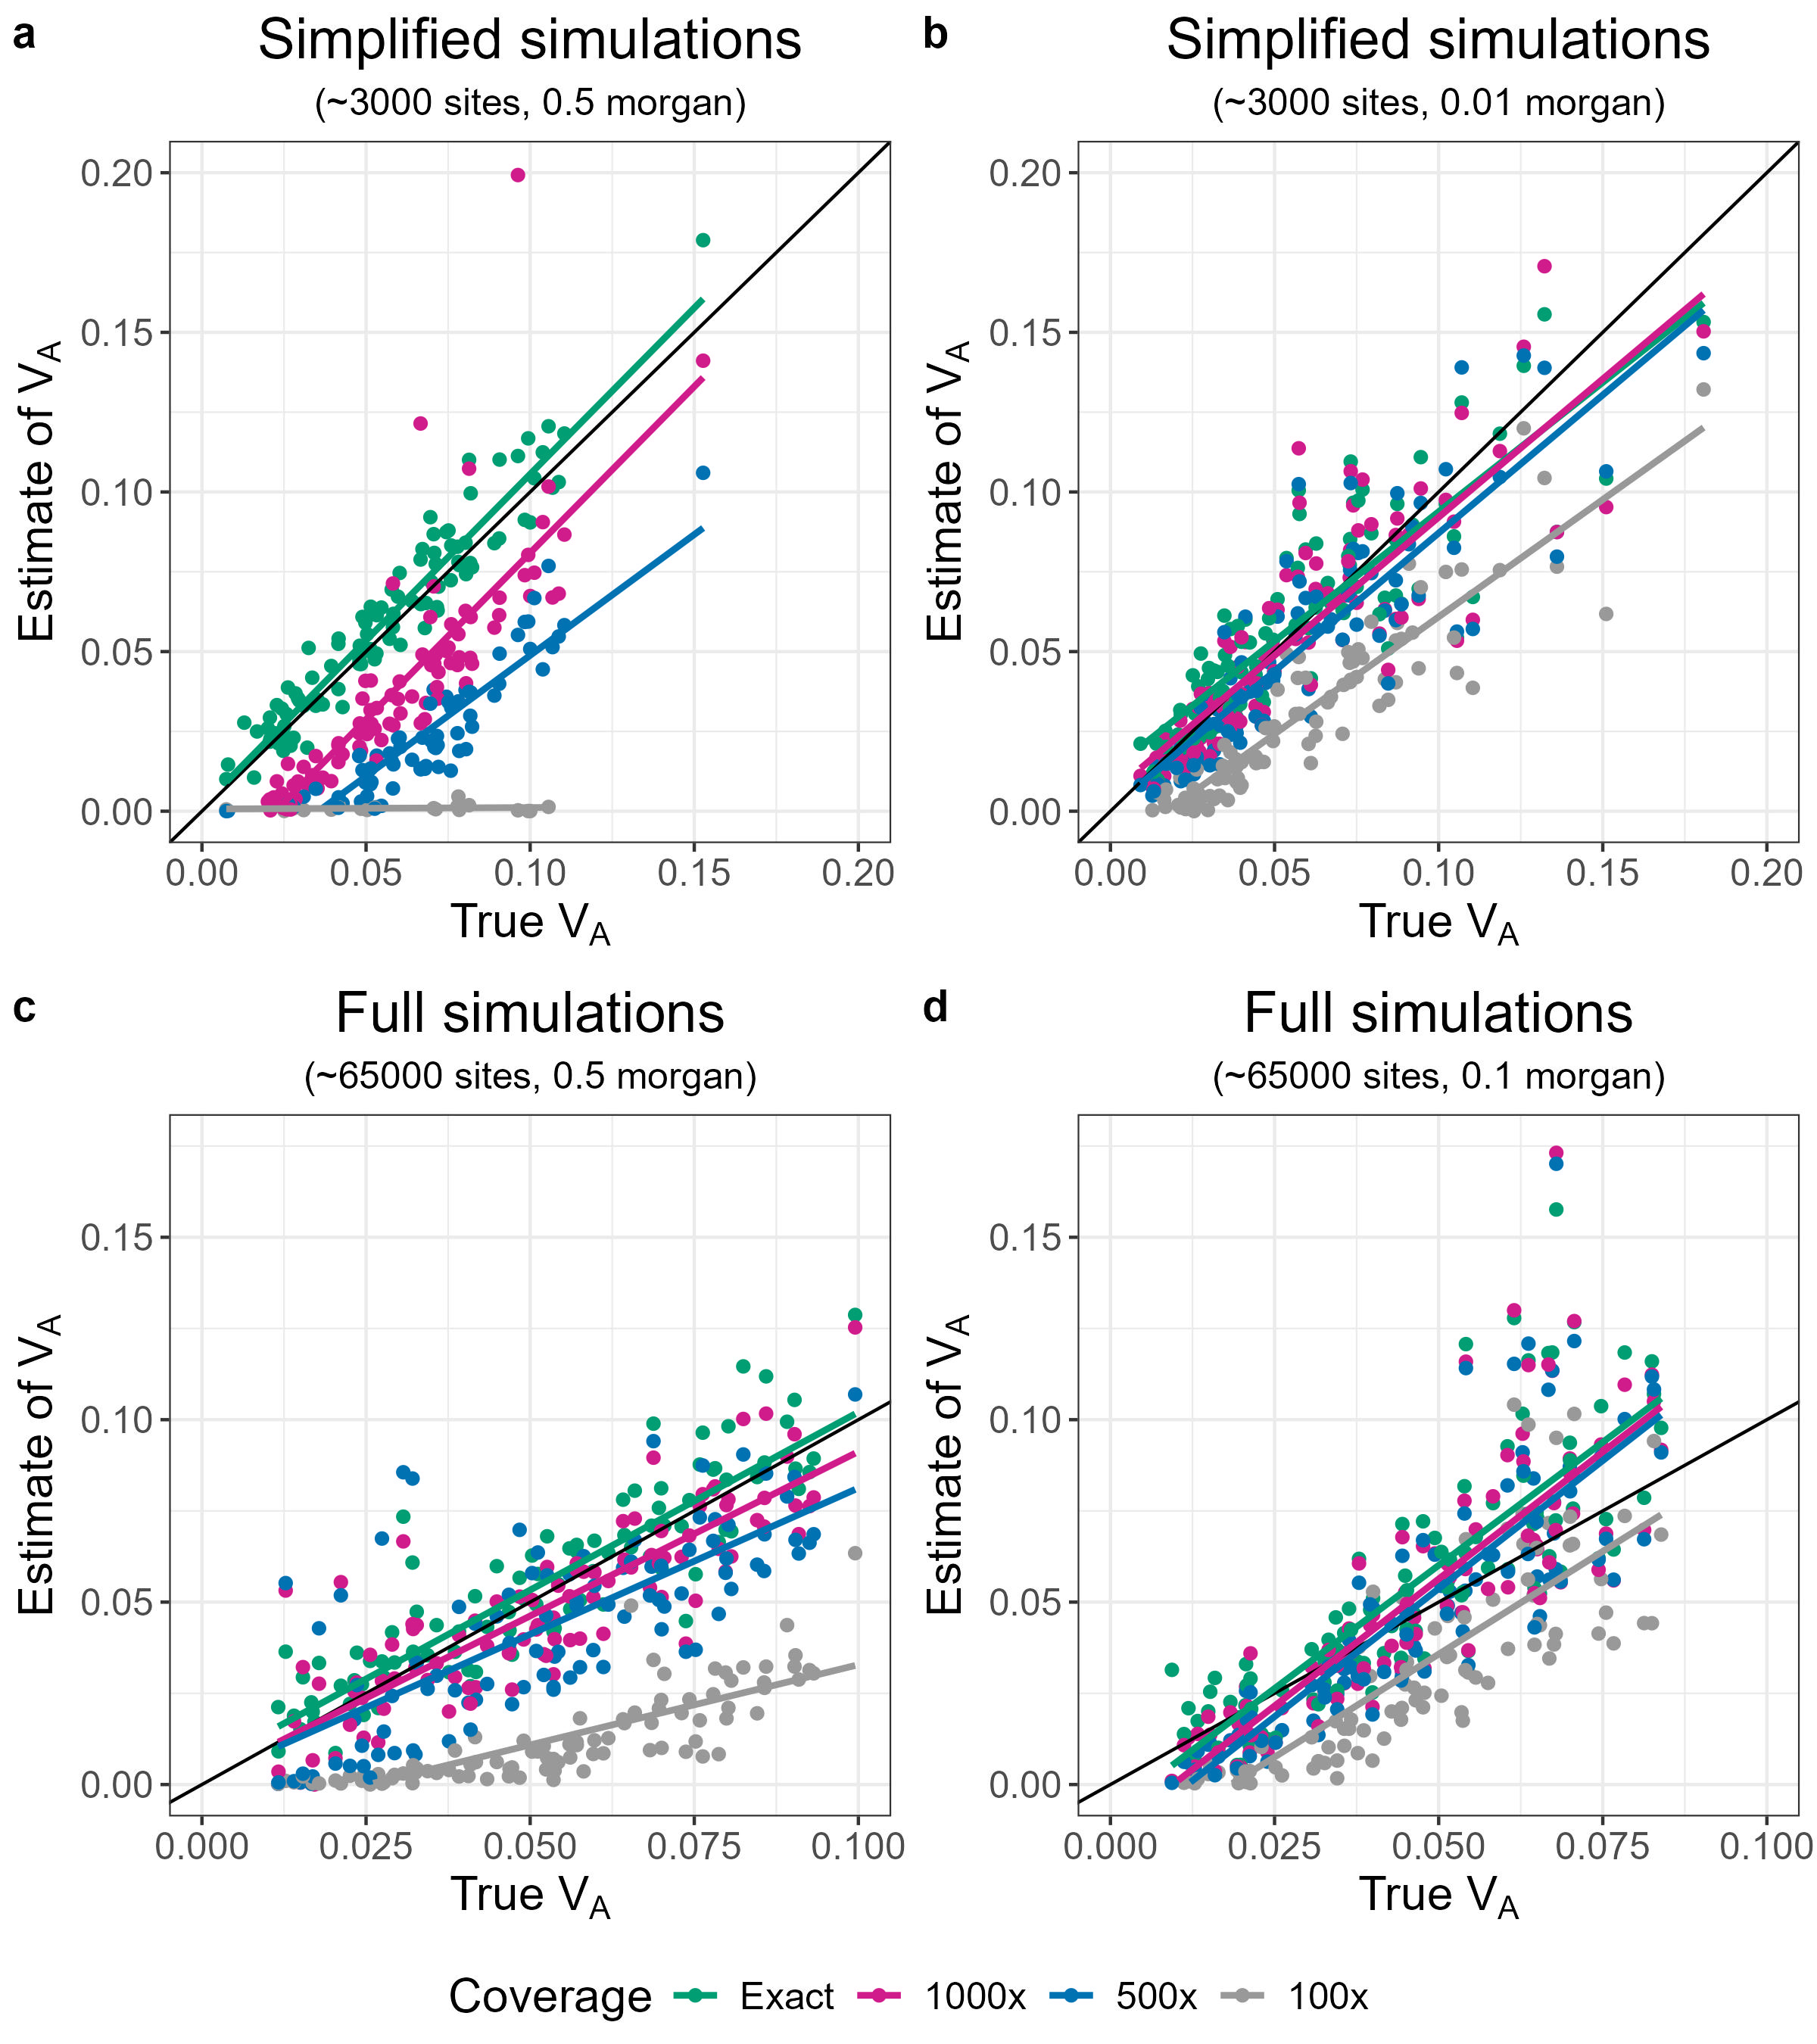 a
Simplified simulations
(~3000 sites, 0.5 morgan)
0.20
0.15
0.10
0.05
0.00
Estimate of VA
0.00 0.05 0.10 0.15 0.20
True VA
b
Simplified simulations
(~3000 sites, 0.01 morgan)
0.20
0.15
0.10
0.05
0.00
Estimate of VA
0.00 0.05 0.10 0.15 0.20
True VA
c
Full simulations
(~65000 sites, 0.5 morgan)
0.15
0.10
0.05
0.00
Estimate of VA
0.000 0.025 0.050 0.075 0.100
True VA
d
Full simulations
(~65000 sites, 0.1 morgan)
0.15
0.10
0.05
0.00
Estimate of VA
0.000 0.025 0.050 0.075 0.100
True VA
Coverage Exact 1000x 500x 100x